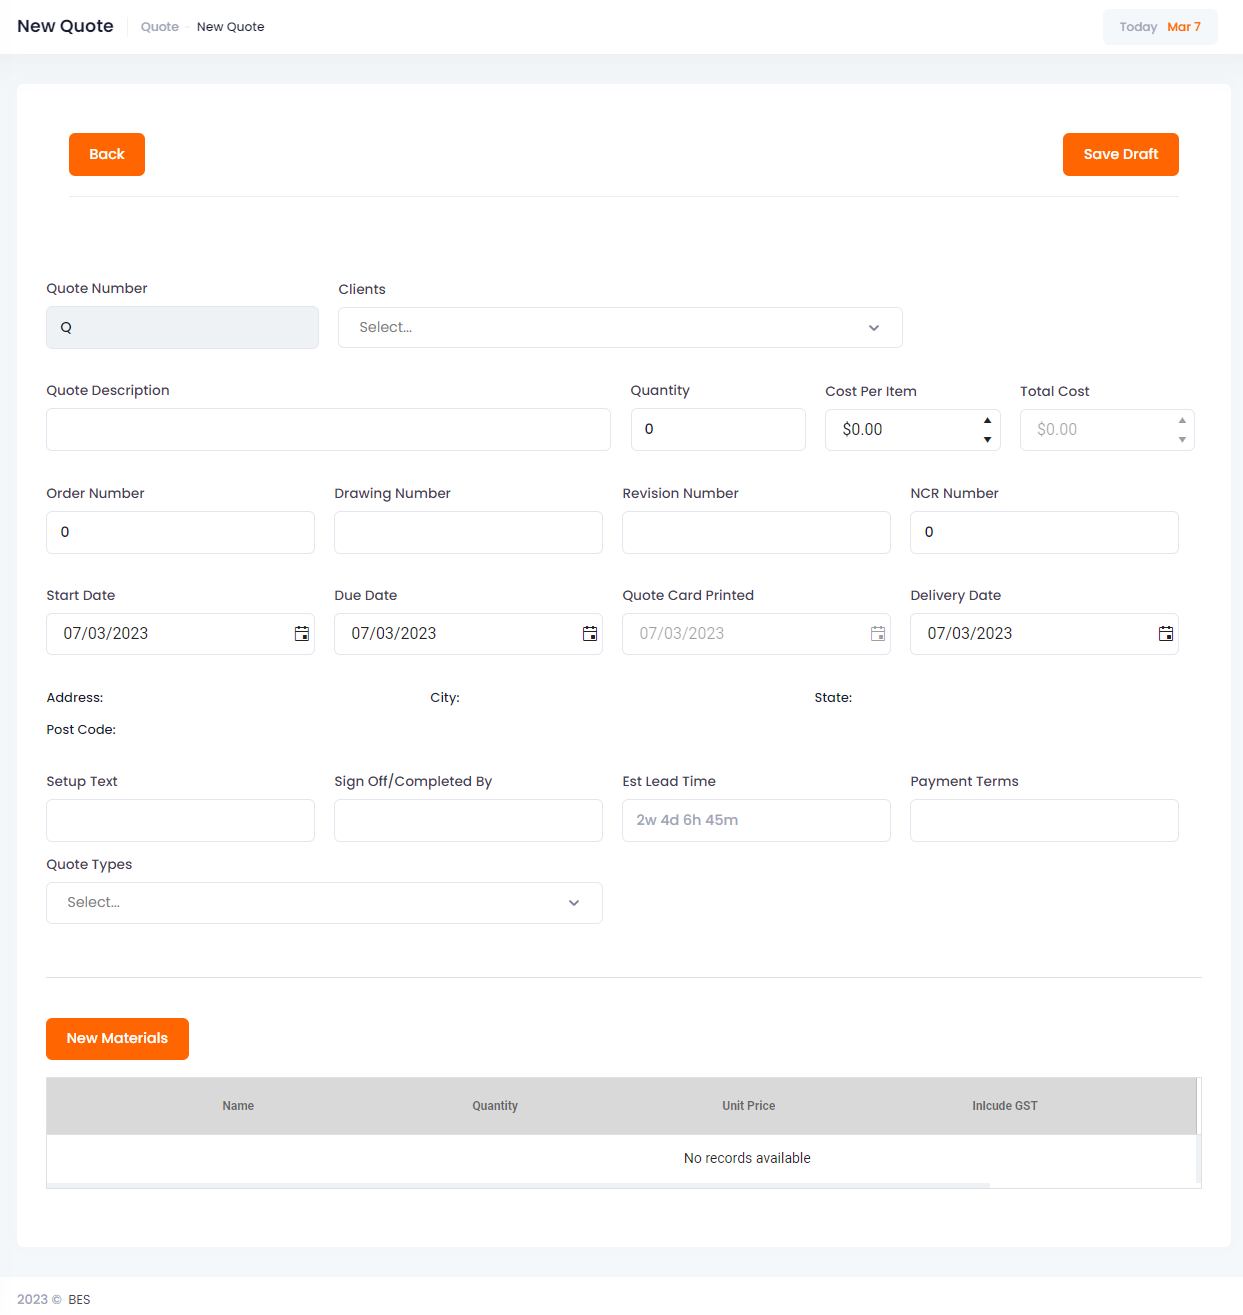 New Quote Quote - New Quote Today Mar 7
Back Save Draft
Quote Number Clients
Q Select...
Quote Description Quantity Cost Per Item Total Cost
0 $0.00 $0.00
Order Number Drawing Number Revision Number NCR Number
0 0
Start Date Due Date Quote Card Printed Delivery Date
07/03/2023 07/03/2023 07/03/2023 07/03/2023
Address: City: State:
Post Code:
Setup Text Sign Off/Completed By Est Lead Time Payment Terms
2w 4d 6h 45m
Quote Types
Select...
New Materials
Name Quantity Unit Price Inlcude GST
No records available
2023 © BES